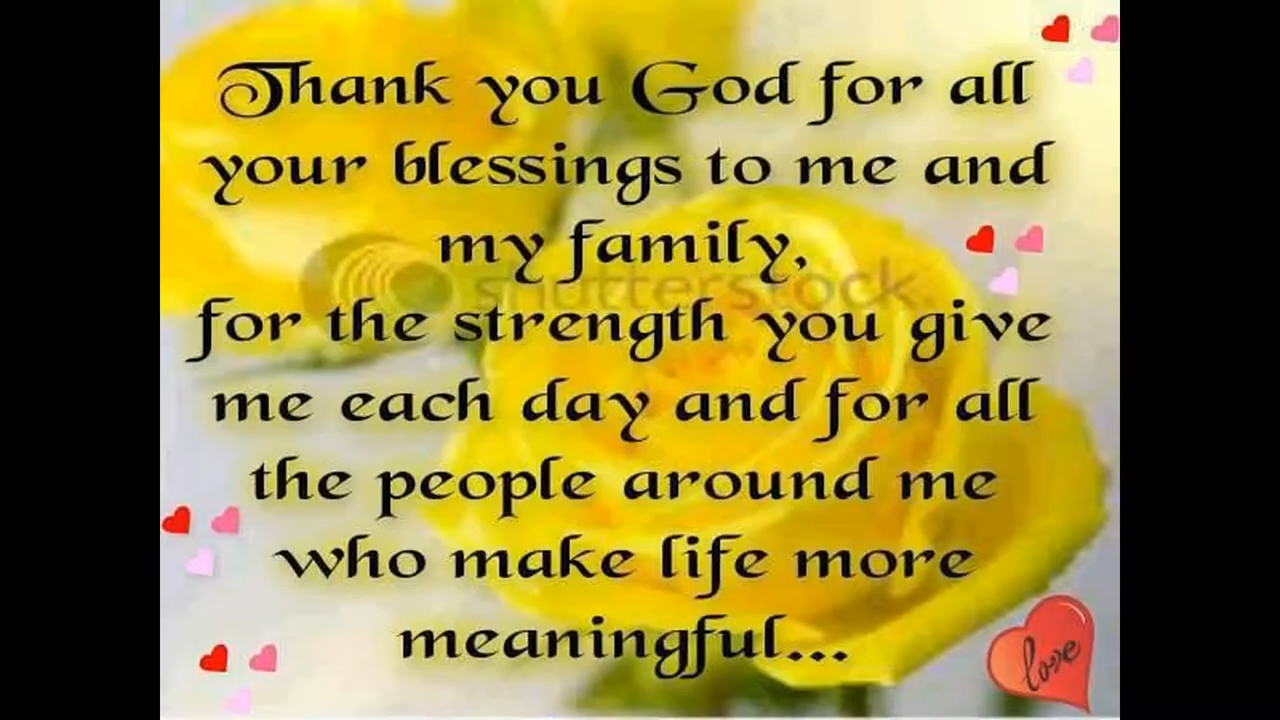 Thank you God for all
your blessings to me and
my family,
shutterstock
for the strength you give
me each day and for all
the people around me
who make life more
meaningful...
love